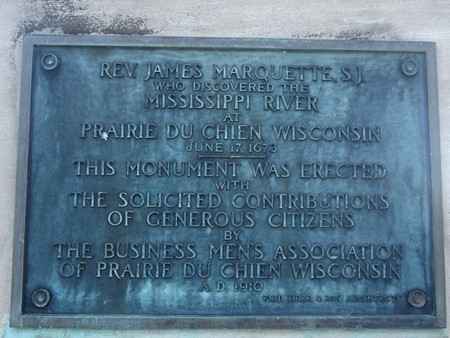 REV. JAMES MARQUETTE, S.J.
WHO DISCOVERED THE
MISSISSIPPI RIVER
AT
PRAIRIE DU CHIEN, WISCONSIN
JUNE 17, 1673
THIS MONUMENT WAS ERECTED
WITH
THE SOLICITED CONTRIBUTIONS
OF GENEROUS CITIZENS
BY
THE BUSINESS MEN'S ASSOCIATION
OF PRAIRIE DU CHIEN WISCONSIN
A.D. 1910
& SON